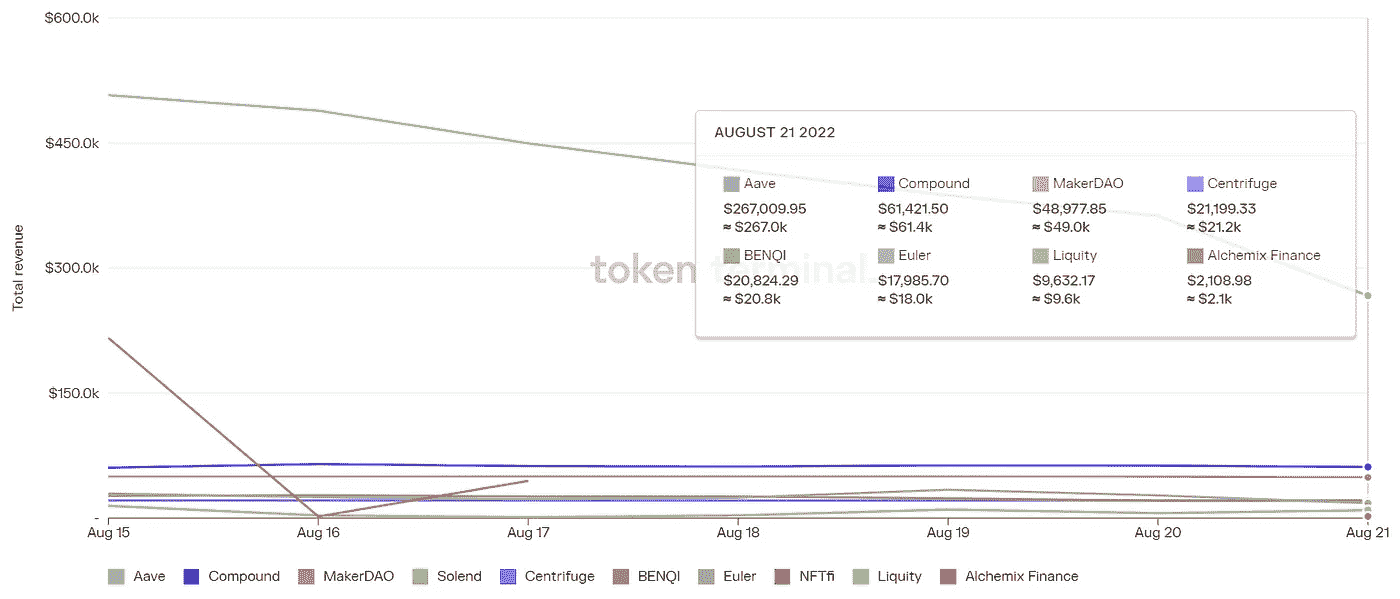 $600.0k
AUGUST 21 2022
$450.0k
Aave Compound MakerDAO Centrifuge
$267,009.95 $61,421.50 $48,977.85 $21,199.33
≈ $267.0k ≈ $61.4k ≈ $49.0k ≈ $21.2k
BENQI Euler Liquity Alchemix Finance
$20,824.29 $17,985.70 $9,632.17 $2,108.98
≈ $20.8k ≈ $18.0k ≈ $9.6k ≈ $2.1k
Total revenue
$300.0k
token terminal
$150.0k
-
Aug 15 Aug 16 Aug 17 Aug 18 Aug 19 Aug 20 Aug 21
Aave Compound MakerDAO Solend Centrifuge BENQI Euler NFTfi Liquity Alchemix Finance